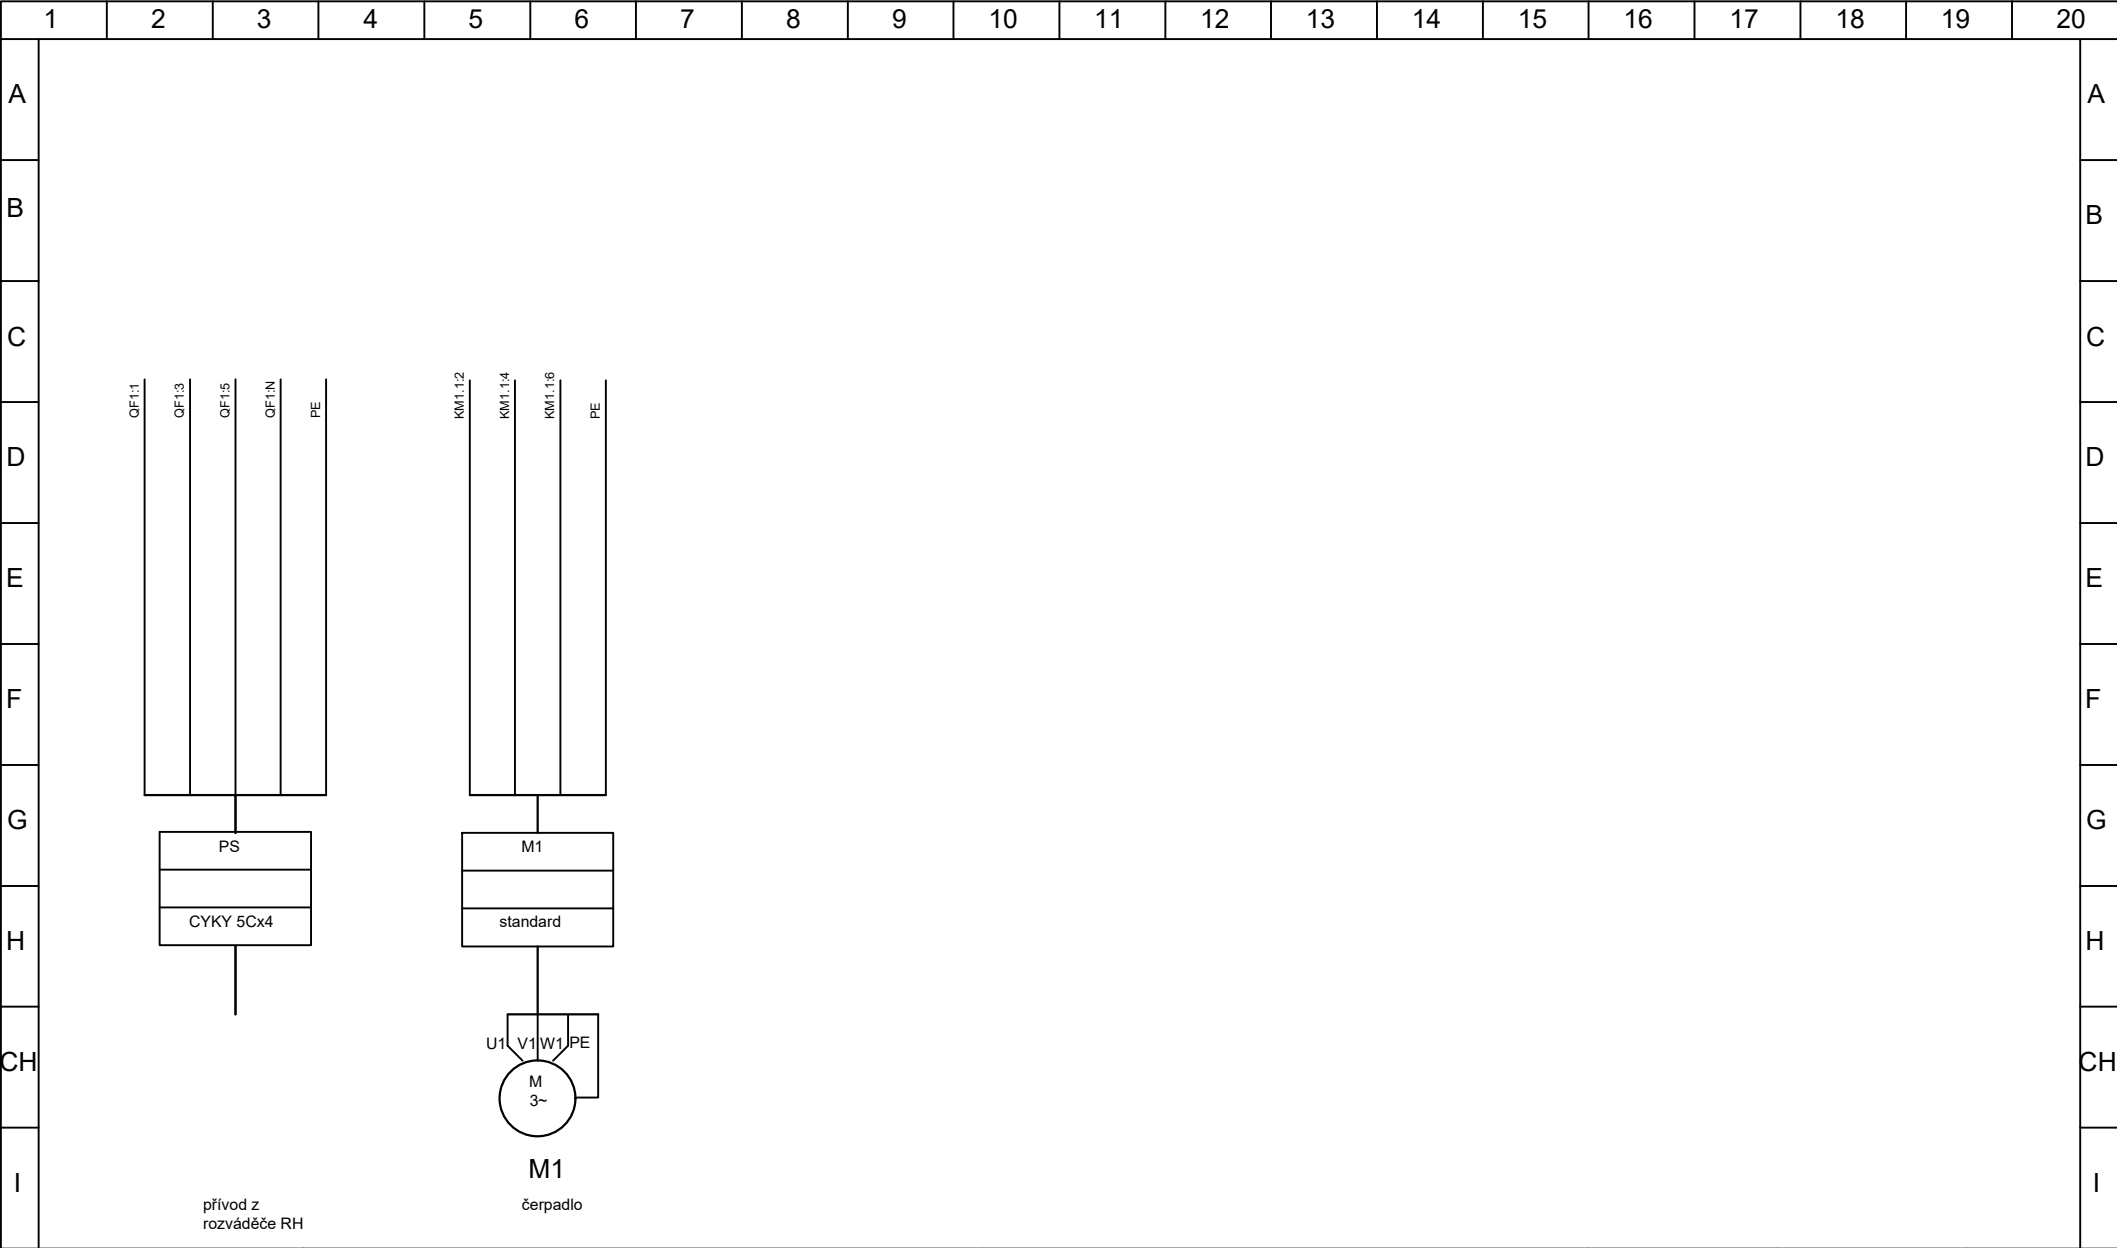 1 2 3 4 5 6 7 8 9 10 11 12 13 14 15 16 17 18 19 20
A A
B B
C C
QF1:1 QF1:3 QF1:5 QF1:N PE KM1.1:2 KM1.1:4 KM1.1:6 PE
D D
E E
F F
G G
PS M1
CYKY 5Cx4 standard
H H
U1 V1 W1 PE
CH CH
M
3~
M1
I I
přívod z čerpadlo
rozváděče RH